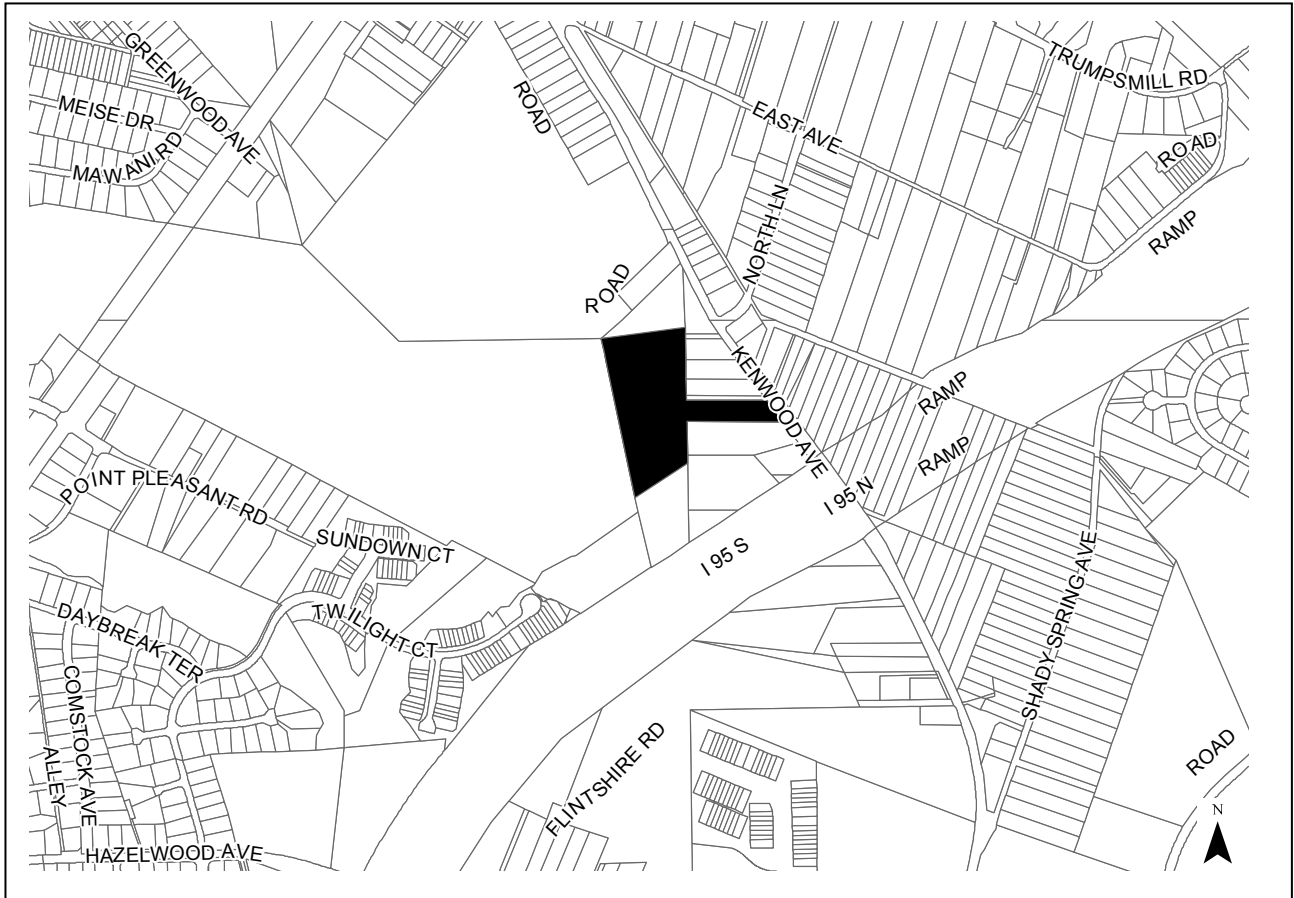 GREENWOOD AVE
MEISE DR
MAWANI RD
ROAD
EAST AVE
TRUMPS MILL RD
ROAD
RAMP
NORTH LN
ROAD
KENWOOD AVE
RAMP
RAMP
I 95 N
I 95 S
POINT PLEASANT RD
SUNDOWN CT
TWILIGHT CT
DAYBREAK TER
COMSTOCK AVE
ALLEY
HAZELWOOD AVE
FLINTSHIRE RD
SHADY SPRING AVE
ROAD
N